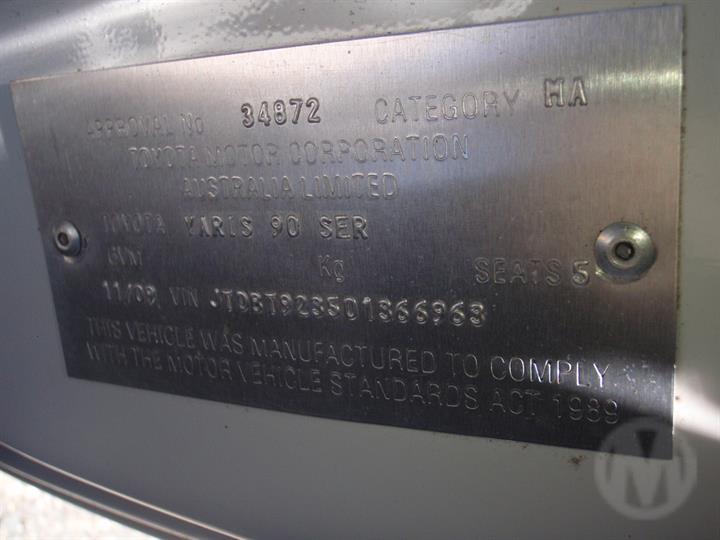 APPROVAL No 34872 CATEGORY MA
TOYOTA MOTOR CORPORATION
AUSTRALIA LIMITED
TOYOTA YARIS 90 SER
GVM Kg SEATS 5
11/08 VIN JTDBT923501366963
THIS VEHICLE WAS MANUFACTURED TO COMPLY
WITH THE MOTOR VEHICLE STANDARDS ACT 1989
M